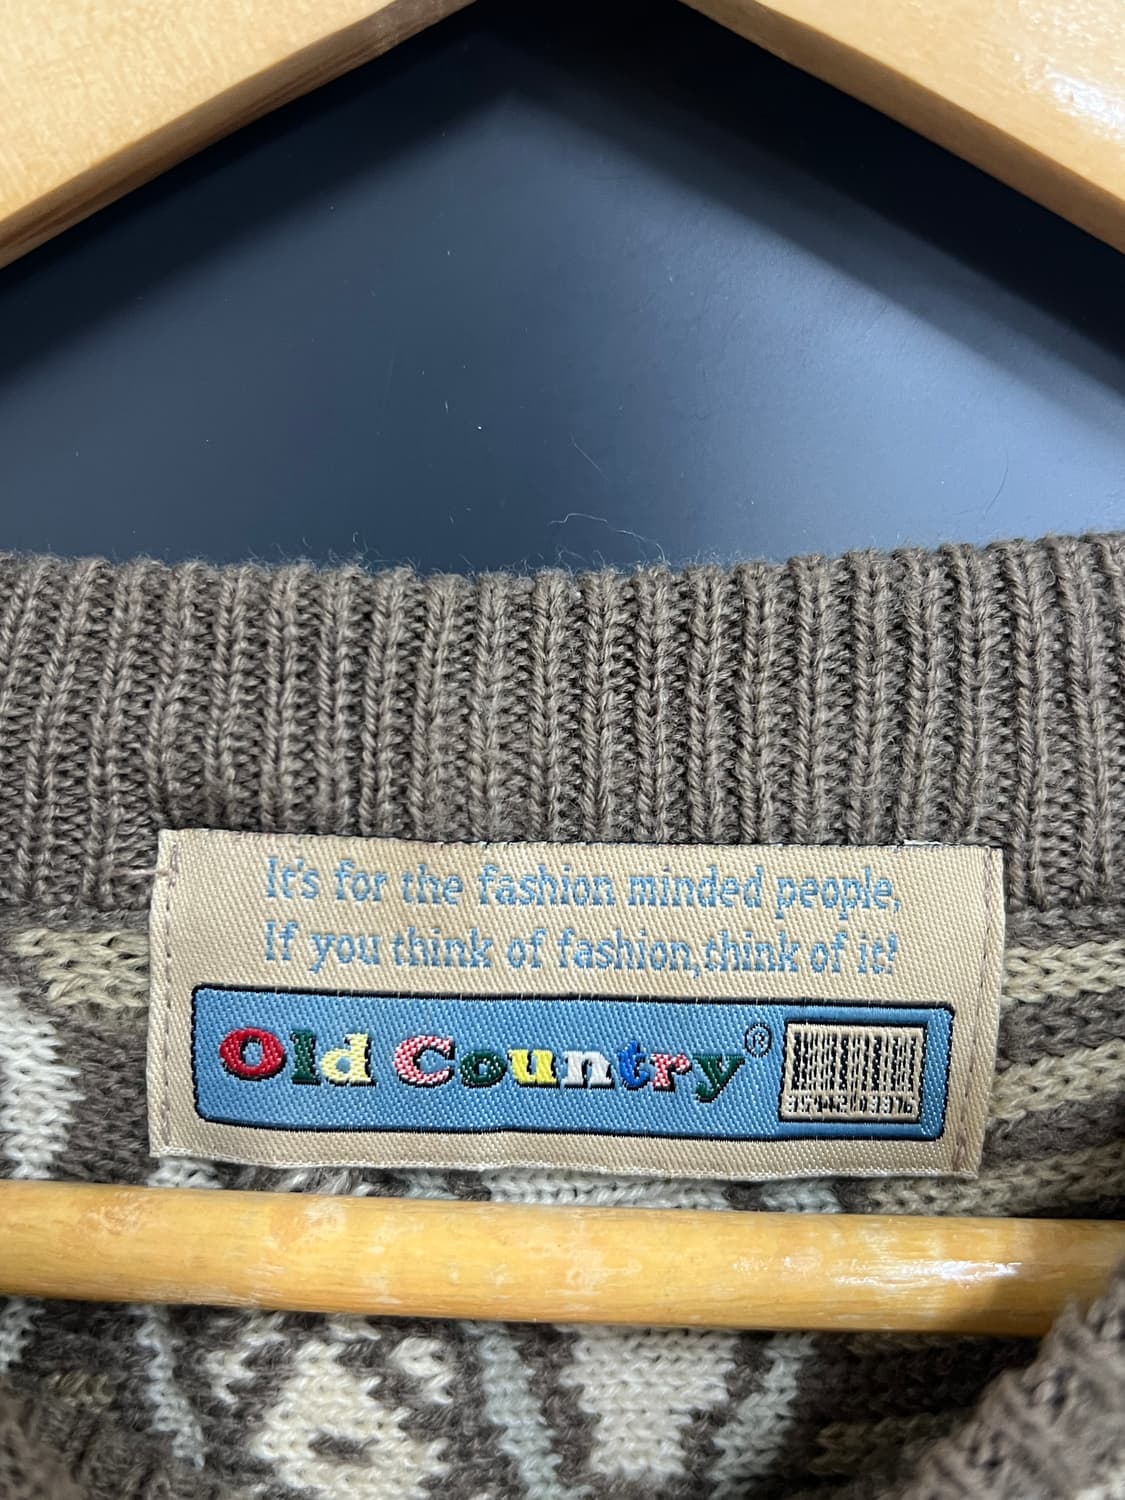 It's for the fashion minded people,
If you think of fashion,think of it!
Old Country®